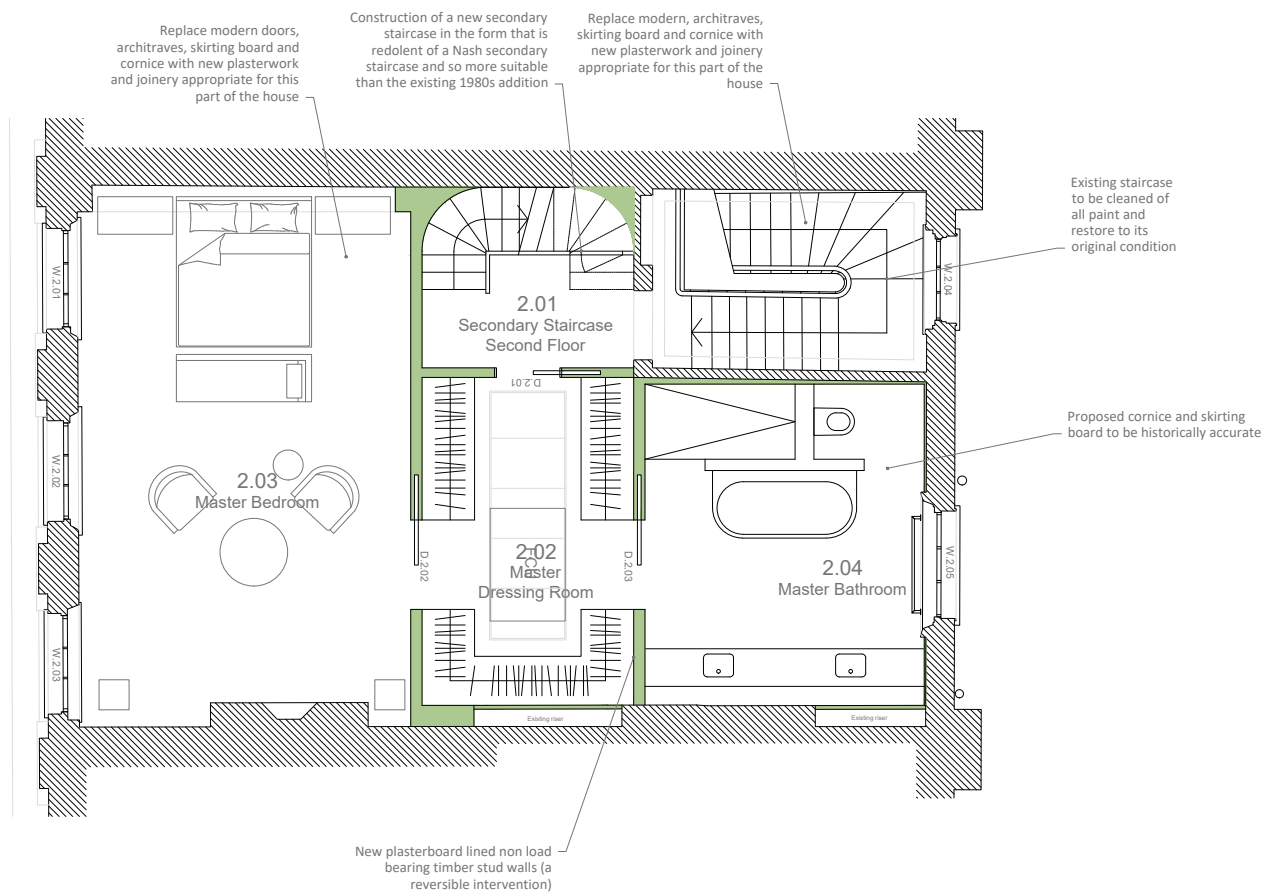 Replace modern doors,
architraves, skirting board and
cornice with new plasterwork
and joinery appropriate for this
part of the house
Construction of a new secondary
staircase in the form that is
redolent of a Nash secondary
staircase and so more suitable
than the existing 1980s addition
Replace modern, architraves,
skirting board and cornice with
new plasterwork and joinery
appropriate for this part of the
house
Existing staircase
to be cleaned of
all paint and
restore to its
original condition
W.2.01
W.2.04
2.01
Secondary Staircase
Second Floor
D.2.01
Proposed cornice and skirting
board to be historically accurate
W.2.02
2.03
Master Bedroom
D.2.02
2.02
Master
Dressing Room
D.2.03
2.04
Master Bathroom
W.2.05
W.2.03
Existing riser
Existing riser
New plasterboard lined non load
bearing timber stud walls (a
reversible intervention)